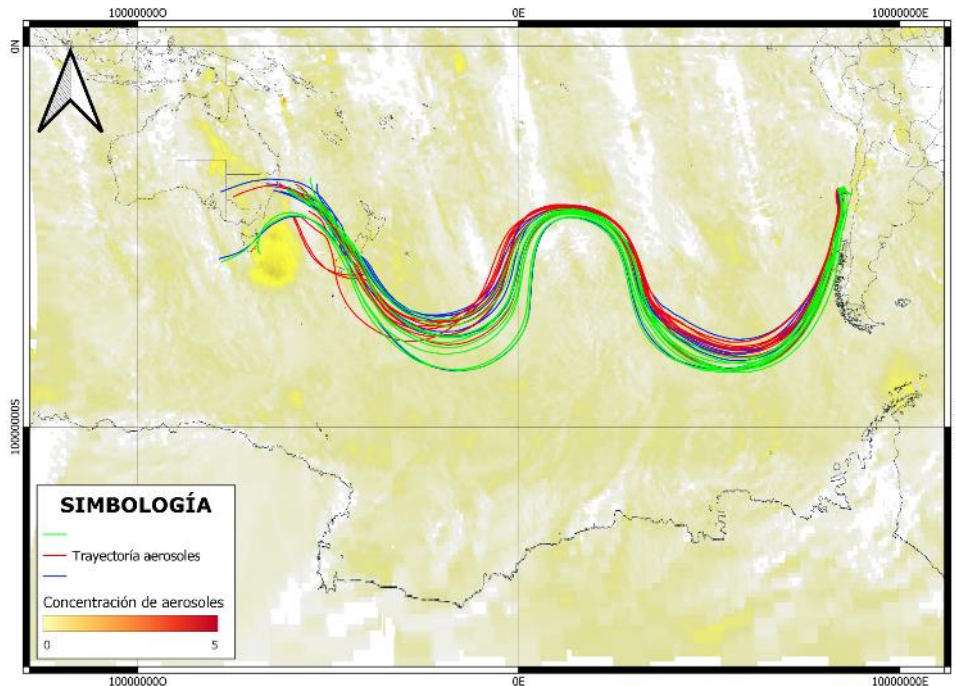 10000000O 0E 10000000E
0N
10000000S
SIMBOLOGÍA
Trayectoría aerosoles
Concentración de aerosoles
0 5
10000000O 0E 10000000E